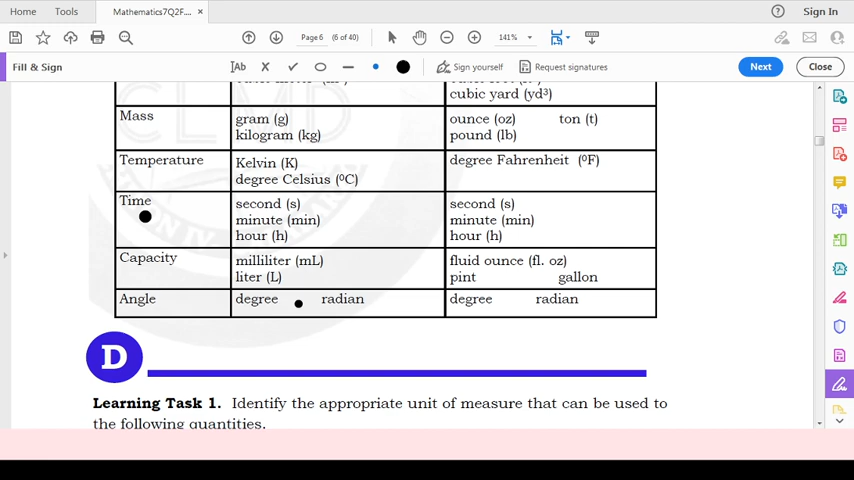 Home Tools Mathematics7Q2F... × Sign In
Page 6 (6 of 40) 141%
Fill & Sign Ab Sign yourself Request signatures Next Close
cubic yard (yd³)
Mass gram (g) ounce (oz) ton (t)
kilogram (kg) pound (lb)
Temperature Kelvin (K) degree Fahrenheit (⁰F)
degree Celsius (⁰C)
Time second (s) second (s)
minute (min) minute (min)
hour (h) hour (h)
Capacity milliliter (mL) fluid ounce (fl. oz)
liter (L) pint gallon
Angle degree radian degree radian
D
Learning Task 1. Identify the appropriate unit of measure that can be used to
the following quantities.